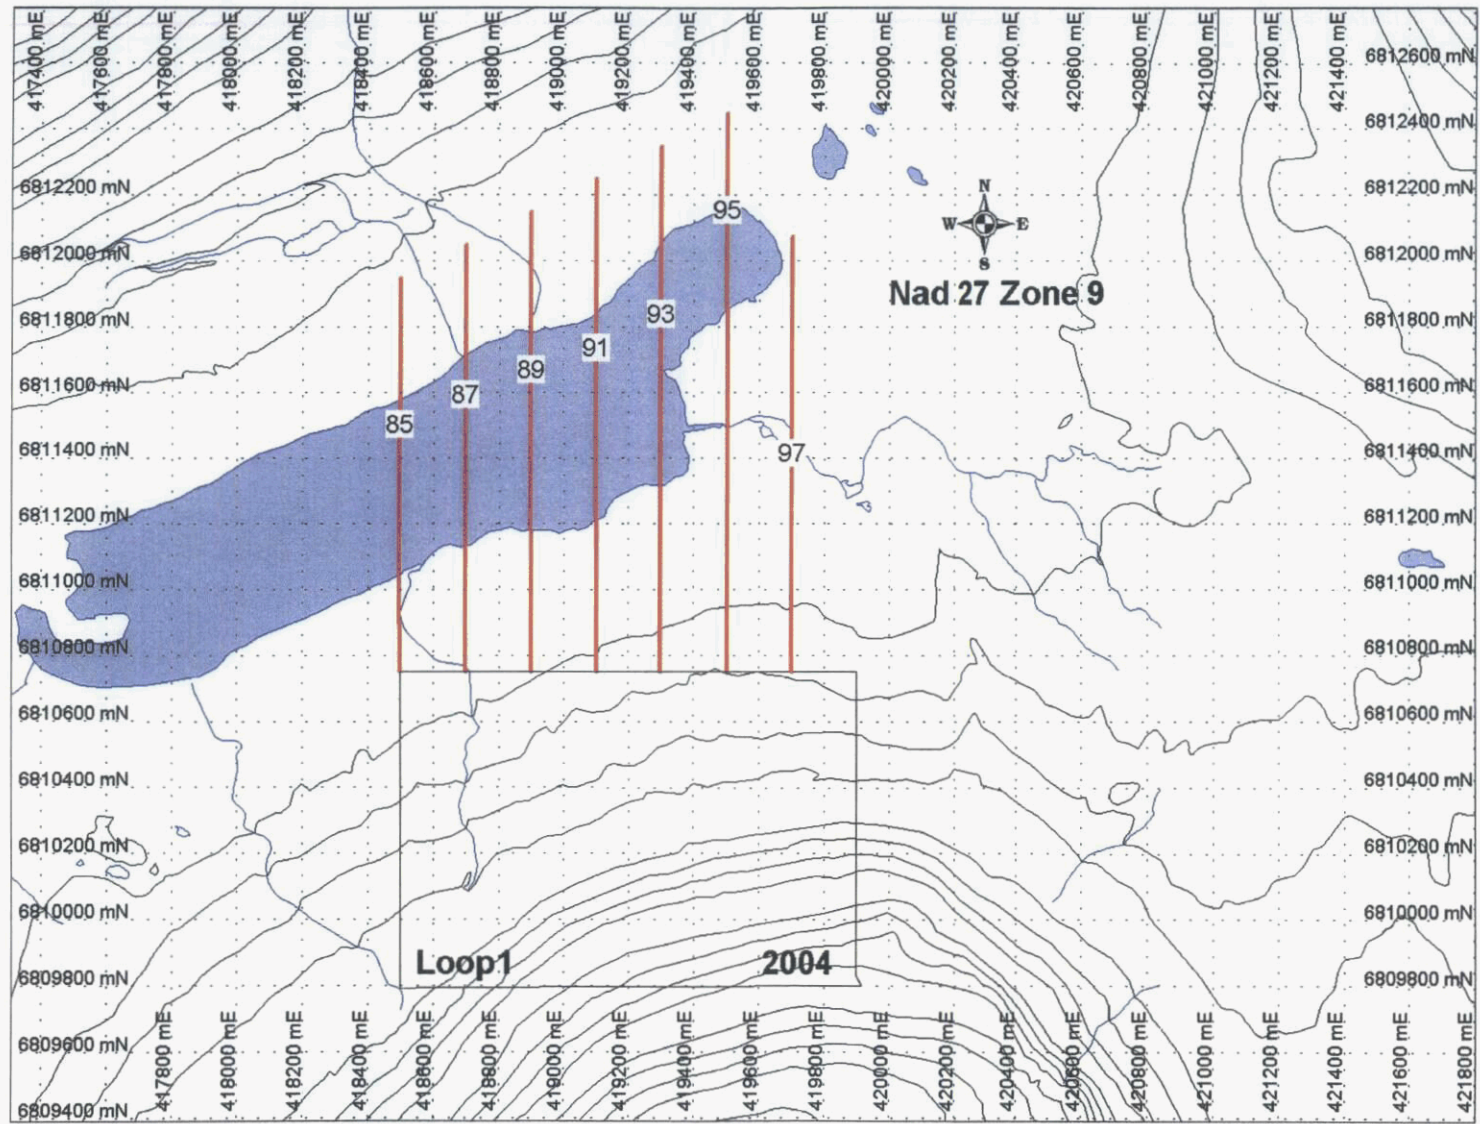 417400 mE 417600 mE 417800 mE 418000 mE 418200 mE 418400 mE 418600 mE 418800 mE 419000 mE 419200 mE 419400 mE 419600 mE 419800 mE 420000 mE 420200 mE 420400 mE 420600 mE 420800 mE 421000 mE 421200 mE 421400 mE
6812600 mN
6812400 mN
6812200 mN 6812200 mN
N
95
W E
6812000 mN S 6812000 mN
Nad 27 Zone 9
6811800 mN 93 6811800 mN
91
89
6811600 mN 87 6811600 mN
85
6811400 mN 97 6811400 mN
6811200 mN 6811200 mN
6811000 mN 6811000 mN
6810800 mN 6810800 mN
6810600 mN 6810600 mN
6810400 mN 6810400 mN
6810200 mN 6810200 mN
6810000 mN 6810000 mN
Loop1 2004
6809800 mN 6809800 mN
6809600 mN
6809400 mN
417800 mE 418000 mE 418200 mE 418400 mE 418600 mE 418800 mE 419000 mE 419200 mE 419400 mE 419600 mE 419800 mE 420000 mE 420200 mE 420400 mE 420600 mE 420800 mE 421000 mE 421200 mE 421400 mE 421600 mE 421800 mE